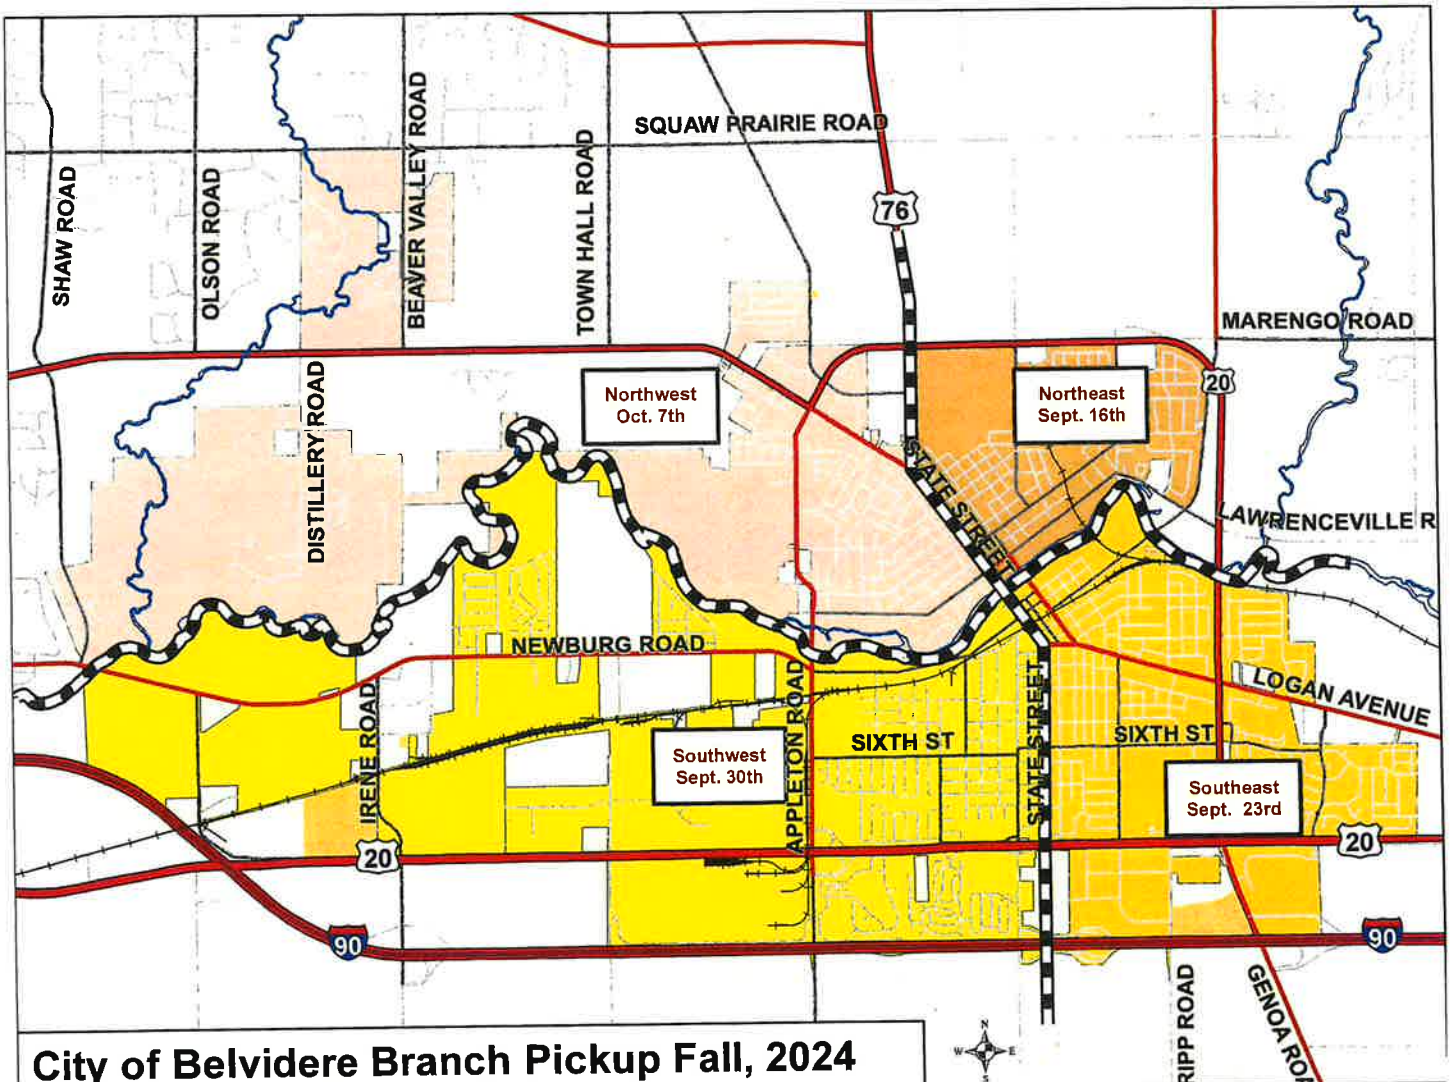 SQUAW PRAIRIE ROAD
SHAW ROAD
OLSON ROAD
BEAVER VALLEY ROAD
TOWN HALL ROAD
76
MARENGO ROAD
20
Northwest
Oct. 7th
Northeast
Sept. 16th
DISTILLERY ROAD
STATE STREET
LAWRENCEVILLE R
NEWBURG ROAD
LOGAN AVENUE
IRENE ROAD
APPLETON ROAD
STATE STREET
SIXTH ST
SIXTH ST
Southwest
Sept. 30th
Southeast
Sept. 23rd
20
20
90
90
RIPP ROAD
GENOA ROA
N
W
E
S
City of Belvidere Branch Pickup Fall, 2024